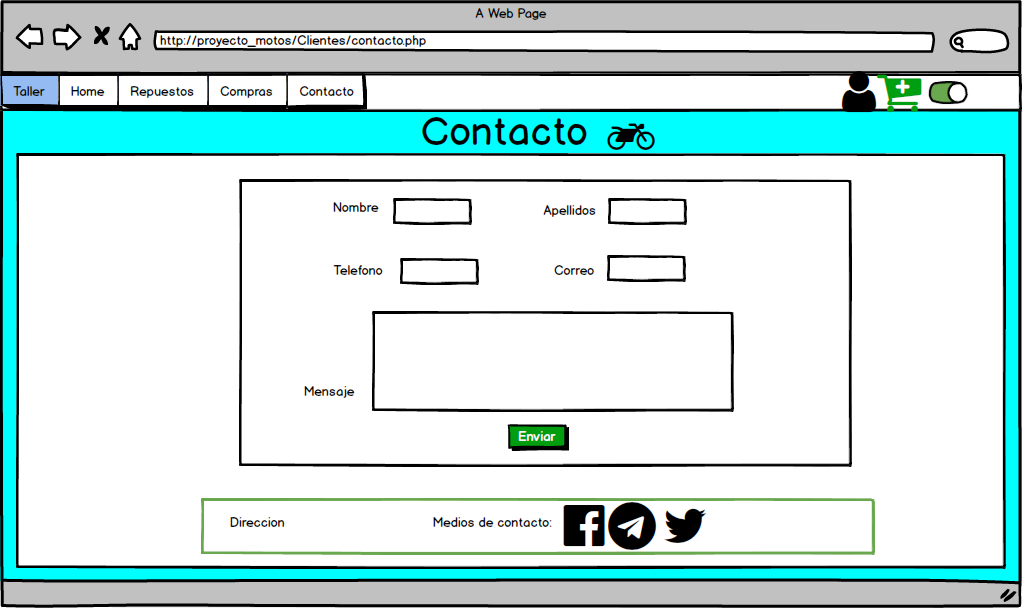 A Web Page
http://proyecto_motos/Clientes/contacto.php
Taller Home Repuestos Compras Contacto
Contacto
Nombre Apellidos
Telefono Correo
Mensaje
Enviar
Direccion Medios de contacto: